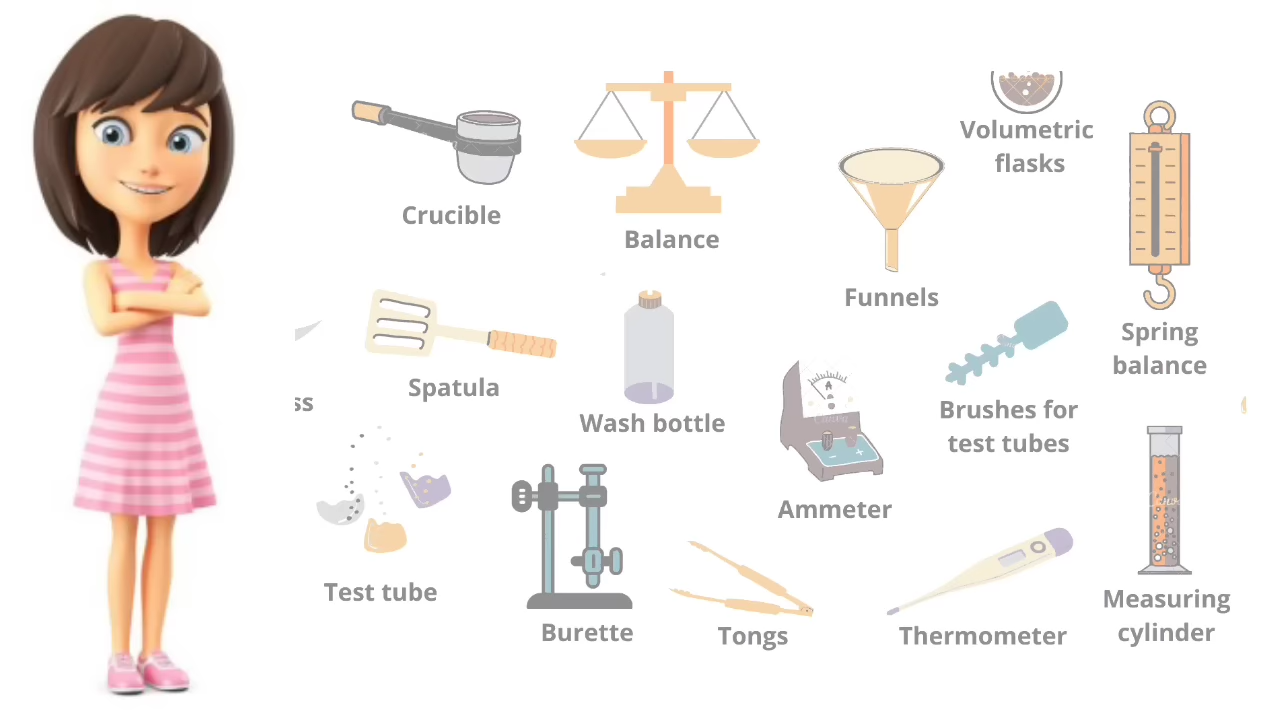 Volumetric
flasks
Crucible
Balance
Funnels
Spring
balance
Spatula
ss
Wash bottle
Brushes for
test tubes
Ammeter
Test tube
Burette
Tongs
Thermometer
Measuring
cylinder